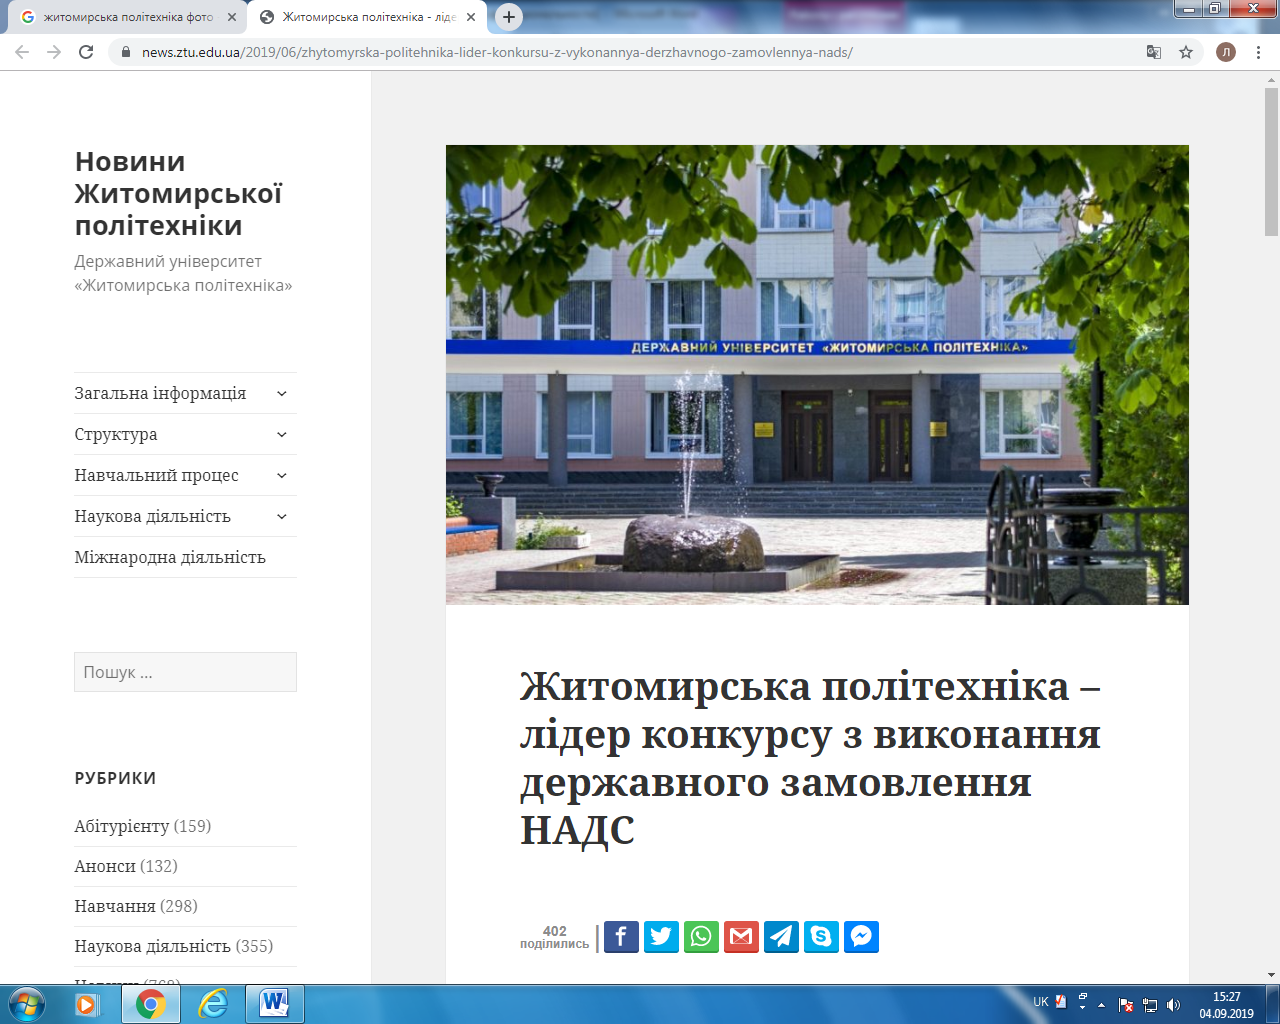 житомирська політехніка фото
Житомирська політехніка - ліде
news.ztu.edu.ua/2019/06/zhytomyrska-politehnika-lider-konkursu-z-vykonannya-derzhavnogo-zamovlennya-nads/
Л
Новини
Житомирської
політехніки
Державний університет
«Житомирська політехніка»
Загальна інформація
Структура
Навчальний процес
Наукова діяльність
Міжнародна діяльність
Пошук ...
РУБРИКИ
Абітурієнту (159)
Анонси (132)
Навчання (298)
Наукова діяльність (355)
ДЕРЖАВНИЙ УНІВЕРСИТЕТ «ЖИТОМИРСЬКА ПОЛІТЕХНІКА»
Житомирська політехніка –
лідер конкурсу з виконання
державного замовлення
НАДС
402
поділились
UK
15:27
04.09.2019